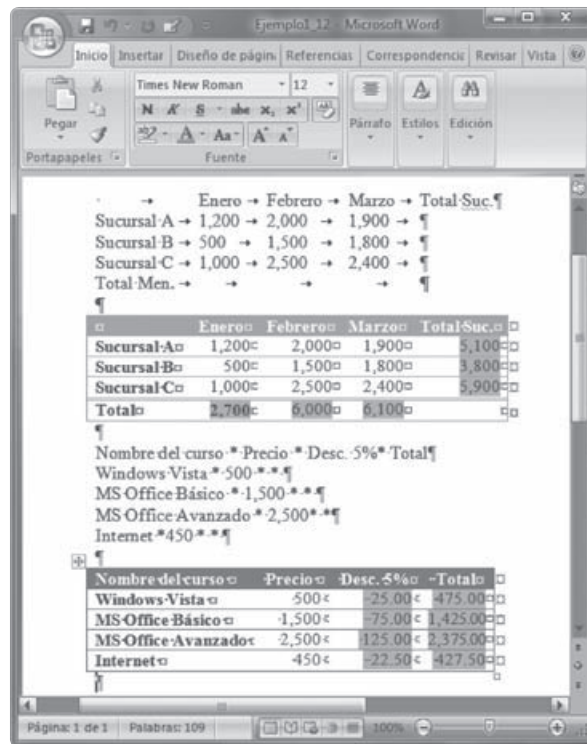 Ejemplo1_12 - Microsoft Word
Inicio Insertar Diseño de págin Referencias Correspondencia Revisar Vista
Times New Roman 12
N K S abc x₂ x²
Aa A A
Pegar Párrafo Estilos Edición
Portapapeles Fuente
Enero → Febrero → Marzo → Total·Suc.¶
Sucursal·A → 1,200 → 2,000 → 1,900 → ¶
Sucursal·B → 500 → 1,500 → 1,800 → ¶
Sucursal·C → 1,000 → 2,500 → 2,400 → ¶
Total·Men. → → → → ¶
¶
Enero Febrero Marzo Total·Suc.
Sucursal·A 1,200 2,000 1,900 5,100
Sucursal·B 500 1,500 1,800 3,800
Sucursal·C 1,000 2,500 2,400 5,900
Total 2,700 6,000 6,100
¶
Nombre·del·curso·*·Precio·*·Desc.·5%*·Total¶
Windows·Vista·*·500·*·*·¶
MS·Office·Básico·*·1,500·*·*·¶
MS·Office·Avanzado·*·2,500*·*¶
Internet·*450·*·*·¶
¶
Nombre·del·curso Precio Desc.·5% Total
Windows·Vista 500 25.00 475.00
MS·Office·Básico 1,500 75.00 1,425.00
MS·Office·Avanzado 2,500 125.00 2,375.00
Internet 450 22.50 427.50
¶
Página: 1 de 1 Palabras: 109 100%